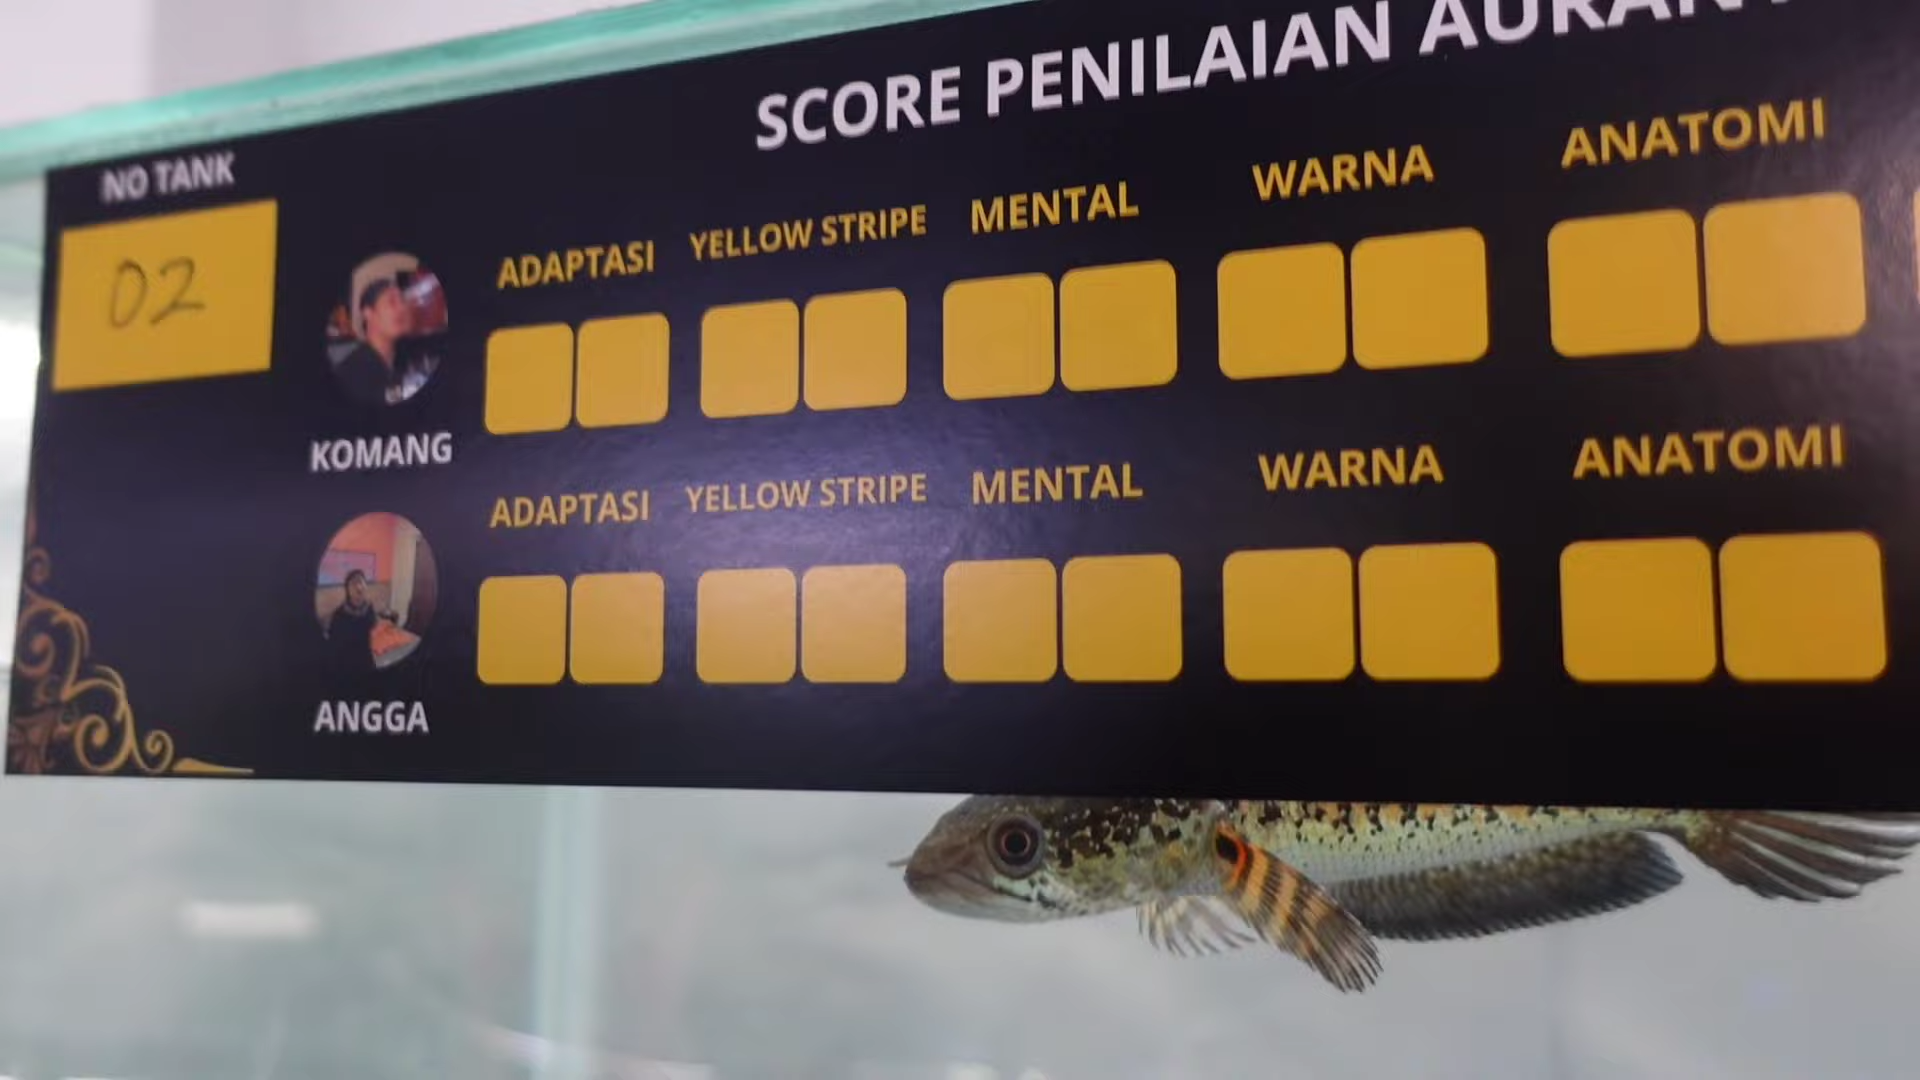 SCORE PENILAIAN AURANT
NO TANK
02
ADAPTASI YELLOW STRIPE MENTAL WARNA ANATOMI
KOMANG
ADAPTASI YELLOW STRIPE MENTAL WARNA ANATOMI
ANGGA